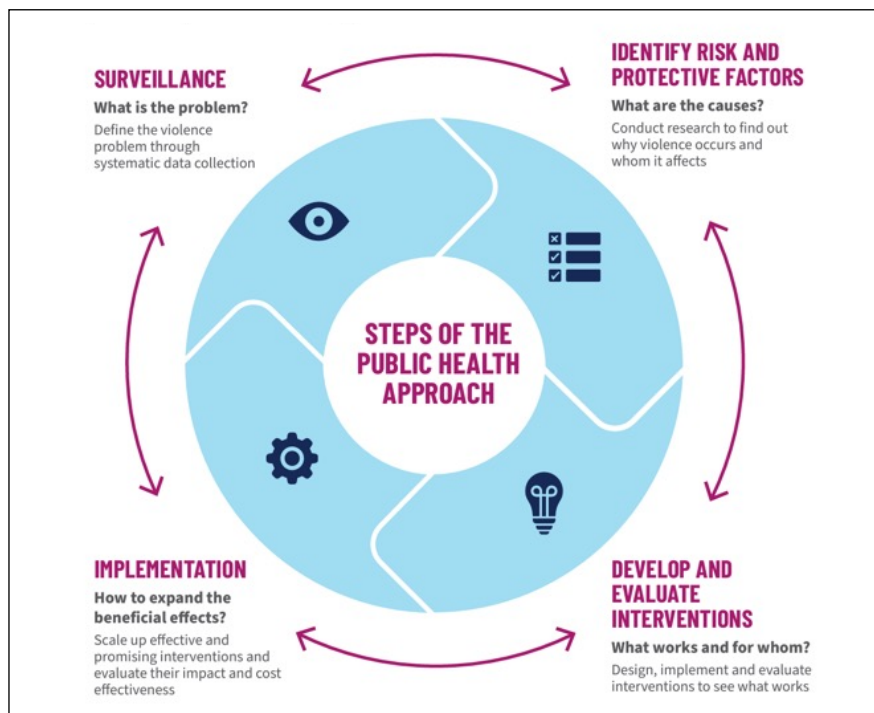 SURVEILLANCE
What is the problem?
Define the violence
problem through
systematic data collection
IDENTIFY RISK AND
PROTECTIVE FACTORS
What are the causes?
Conduct research to find out
why violence occurs and
whom it affects
STEPS OF THE
PUBLIC HEALTH
APPROACH
IMPLEMENTATION
How to expand the
beneficial effects?
Scale up effective and
promising interventions and
evaluate their impact and cost
effectiveness
DEVELOP AND
EVALUATE
INTERVENTIONS
What works and for whom?
Design, implement and evaluate
interventions to see what works